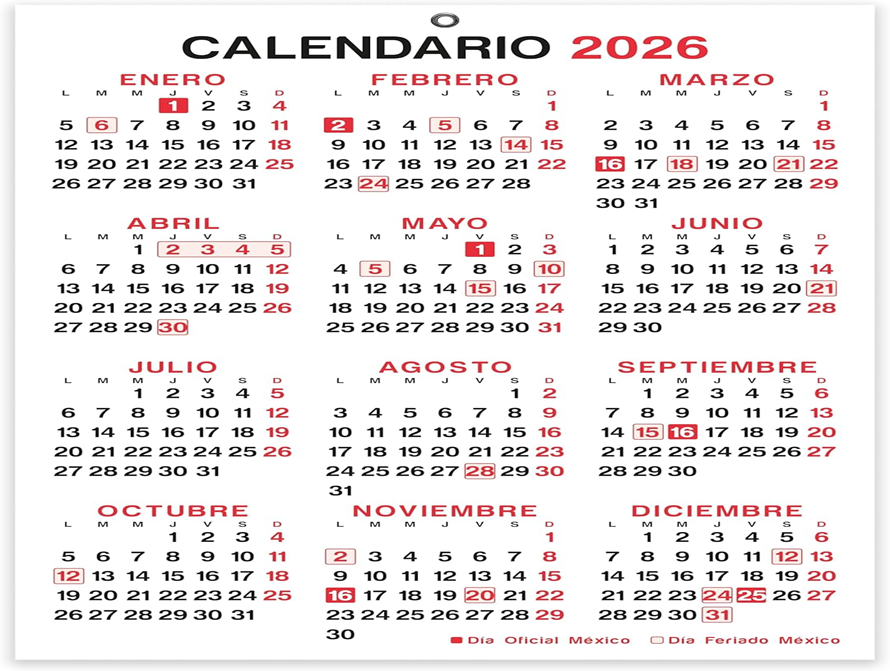 CALENDARIO 2026
ENERO
L M M J V S D
1 2 3 4
5 6 7 8 9 10 11
12 13 14 15 16 17 18
19 20 21 22 23 24 25
26 27 28 29 30 31
FEBRERO
L M M J V S D
1
2 3 4 5 6 7 8
9 10 11 12 13 14 15
16 17 18 19 20 21 22
23 24 25 26 27 28
MARZO
L M M J V S D
1
2 3 4 5 6 7 8
9 10 11 12 13 14 15
16 17 18 19 20 21 22
23 24 25 26 27 28 29
30 31
ABRIL
L M M J V S D
1 2 3 4 5
6 7 8 9 10 11 12
13 14 15 16 17 18 19
20 21 22 23 24 25 26
27 28 29 30
MAYO
L M M J V S D
1 2 3
4 5 6 7 8 9 10
11 12 13 14 15 16 17
18 19 20 21 22 23 24
25 26 27 28 29 30 31
JUNIO
L M M J V S D
1 2 3 4 5 6 7
8 9 10 11 12 13 14
15 16 17 18 19 20 21
22 23 24 25 26 27 28
29 30
JULIO
L M M J V S D
1 2 3 4 5
6 7 8 9 10 11 12
13 14 15 16 17 18 19
20 21 22 23 24 25 26
27 28 29 30 31
AGOSTO
L M M J V S D
1 2
3 4 5 6 7 8 9
10 11 12 13 14 15 16
17 18 19 20 21 22 23
24 25 26 27 28 29 30
31
SEPTIEMBRE
L M M J V S D
1 2 3 4 5 6
7 8 9 10 11 12 13
14 15 16 17 18 19 20
21 22 23 24 25 26 27
28 29 30
OCTUBRE
L M M J V S D
1 2 3 4
5 6 7 8 9 10 11
12 13 14 15 16 17 18
19 20 21 22 23 24 25
26 27 28 29 30 31
NOVIEMBRE
L M M J V S D
1
2 3 4 5 6 7 8
9 10 11 12 13 14 15
16 17 18 19 20 21 22
23 24 25 26 27 28 29
30
DICIEMBRE
L M M J V S D
1 2 3 4 5 6
7 8 9 10 11 12 13
14 15 16 17 18 19 20
21 22 23 24 25 26 27
28 29 30 31
Día Oficial México Día Feriado México